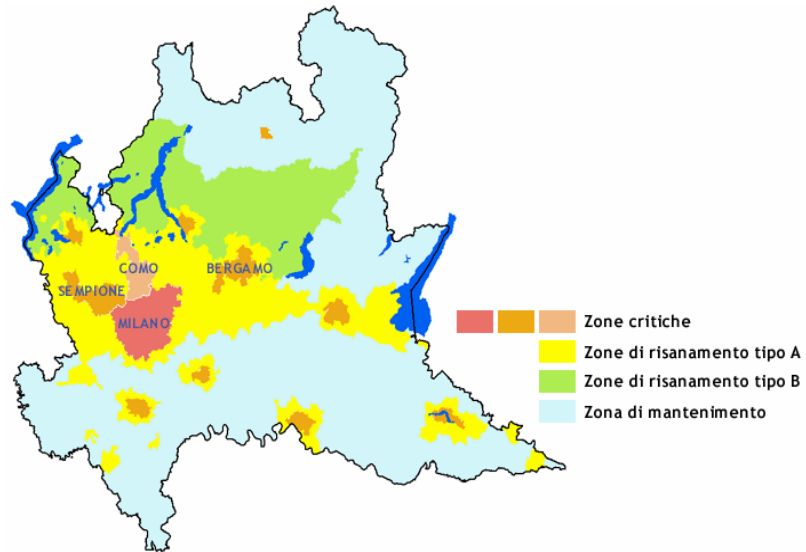 COMO
BERGAMO
SEMPIONE
MILANO
Zone critiche
Zone di risanamento tipo A
Zone di risanamento tipo B
Zona di mantenimento